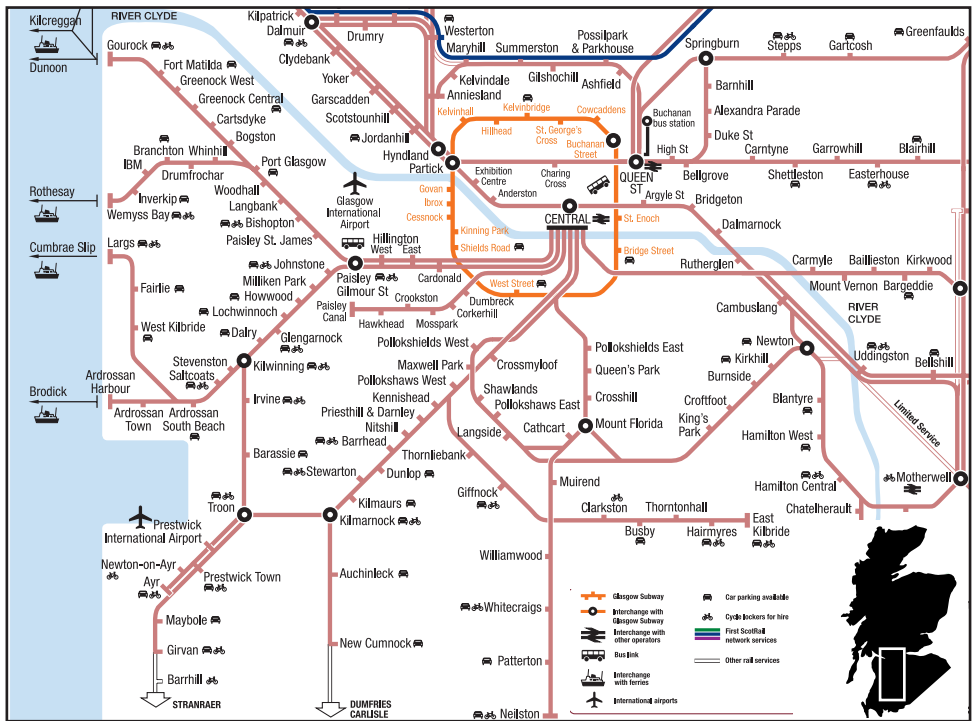 Kilcreggan
RIVER CLYDE
Gourock
Dunoon
Fort Matilda
Greenock West
Greenock Central
Cartsdyke
Bogston
Port Glasgow
Branchton
Whinhill
IBM
Drumfrochar
Woodhall
Langbank
Rothesay
Inverkip
Wemyss Bay
Bishopton
Paisley St. James
Cumbrae Slip
Largs
Fairlie
West Kilbride
Johnstone
Milliken Park
Howwood
Lochwinnoch
Dalry
Glengarnock
Stevenston
Saltcoats
Kilwinning
Brodick
Ardrossan
Harbour
Ardrossan
Town
Ardrossan
South Beach
Irvine
Barassie
Troon
Prestwick
International Airport
Newton-on-Ayr
Prestwick Town
Ayr
Maybole
Girvan
Barrhill
STRANRAER
Kilpatrick
Dalmuir
Drumry
Clydebank
Yoker
Garscadden
Scotstounhill
Jordanhill
Hyndland
Partick
Westerton
Maryhill
Summerston
Possilpark
& Parkhouse
Kelvindale
Anniesland
Gilshochill
Ashfield
Springburn
Stepps
Gartcosh
Greenfaulds
Barnhill
Alexandra Parade
Duke St
Kelvinhall
Kelvinbridge
Cowcaddens
Hillhead
St. George's
Cross
Buchanan
Street
Buchanan
bus station
QUEEN
ST
High St
Bellgrove
Carntyne
Shettleston
Garrowhill
Easterhouse
Blairhill
Exhibition
Centre
Charing
Cross
Anderston
Argyle St
Bridgeton
CENTRAL
Govan
Ibrox
Cessnock
Kinning Park
Shields Road
West Street
St. Enoch
Bridge Street
Dalmarnock
Rutherglen
Glasgow
International
Airport
Hillington
West
East
Paisley
Gilmour St
Cardonald
Paisley
Canal
Hawkhead
Crookston
Mosspark
Corkerhill
Dumbreck
Carmyle
Mount Vernon
Baillieston
Bargeddie
Kirkwood
RIVER
CLYDE
Cambuslang
Newton
Kirkhill
Burnside
Croftfoot
King's
Park
Uddingston
Bellshill
Blantyre
Hamilton West
Hamilton Central
Chatelherault
Limited Service
Motherwell
Pollokshields West
Maxwell Park
Pollokshaws West
Kennishead
Priesthill & Darnley
Nitshill
Barrhead
Stewarton
Dunlop
Kilmaurs
Kilmarnock
Crossmyloof
Shawlands
Pollokshaws East
Cathcart
Langside
Pollokshields East
Queen's Park
Crosshill
Mount Florida
Thornliebank
Giffnock
Muirend
Clarkston
Busby
Thorntonhall
Hairmyres
East
Kilbride
Williamwood
Whitecraigs
Patterton
Neilston
Auchinleck
New Cumnock
DUMFRIES
CARLISLE
Glasgow Subway
Interchange with
Glasgow Subway
Interchange with
other operators
Bus link
Interchange
with ferries
International airports
Car parking available
Cycle lockers for hire
First ScotRail
network services
Other rail services